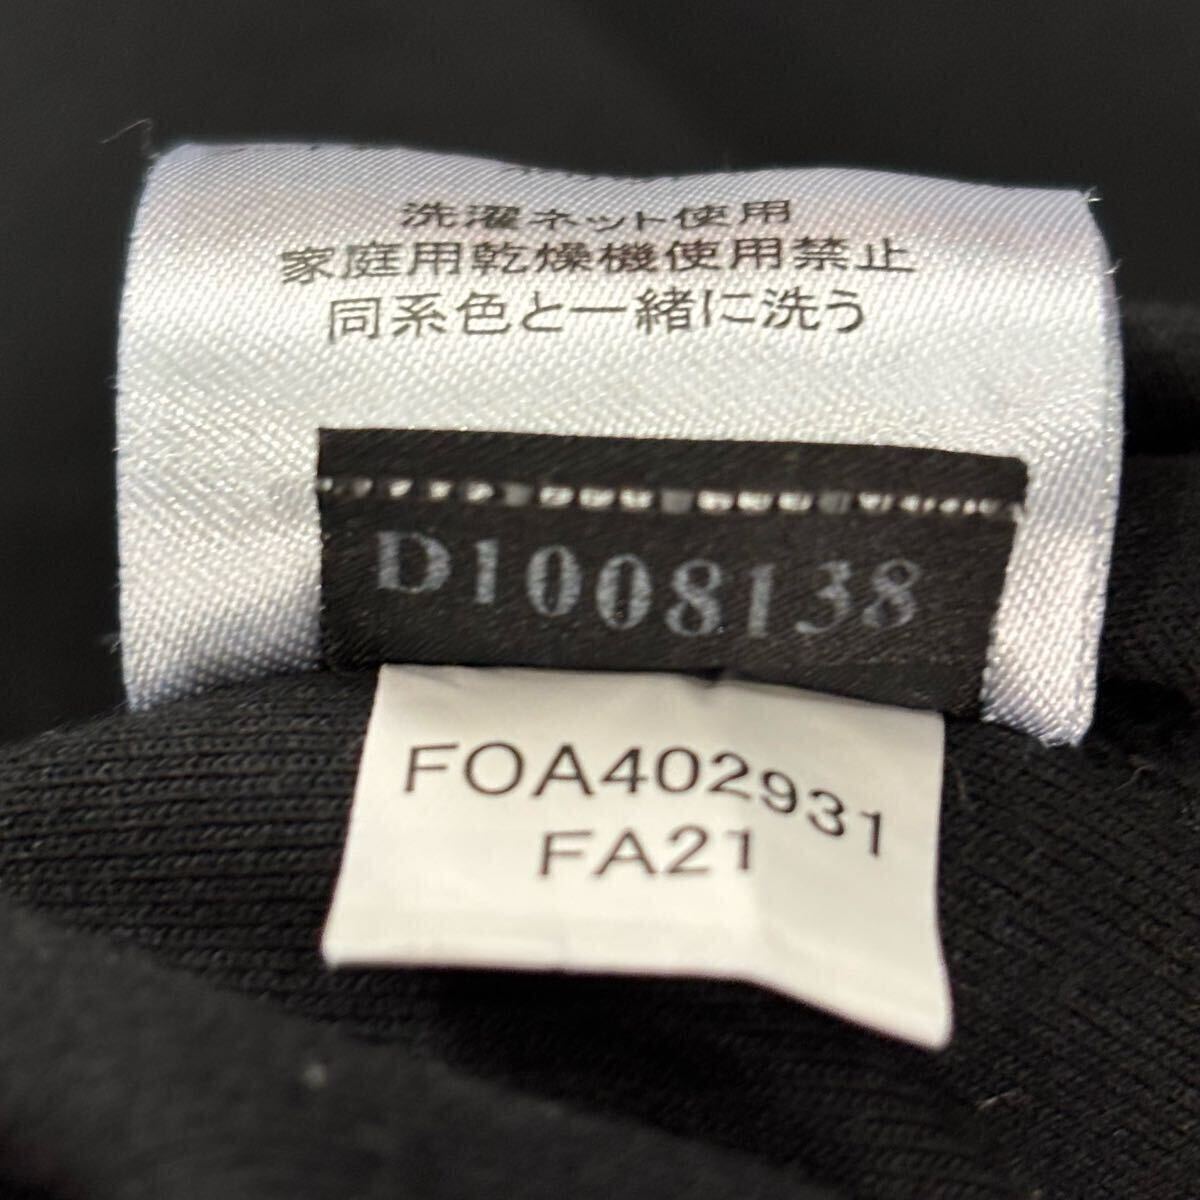 洗濯ネット使用
家庭用乾燥機使用禁止
同系色と一緒に洗う
D1008138
FOA402931
FA21